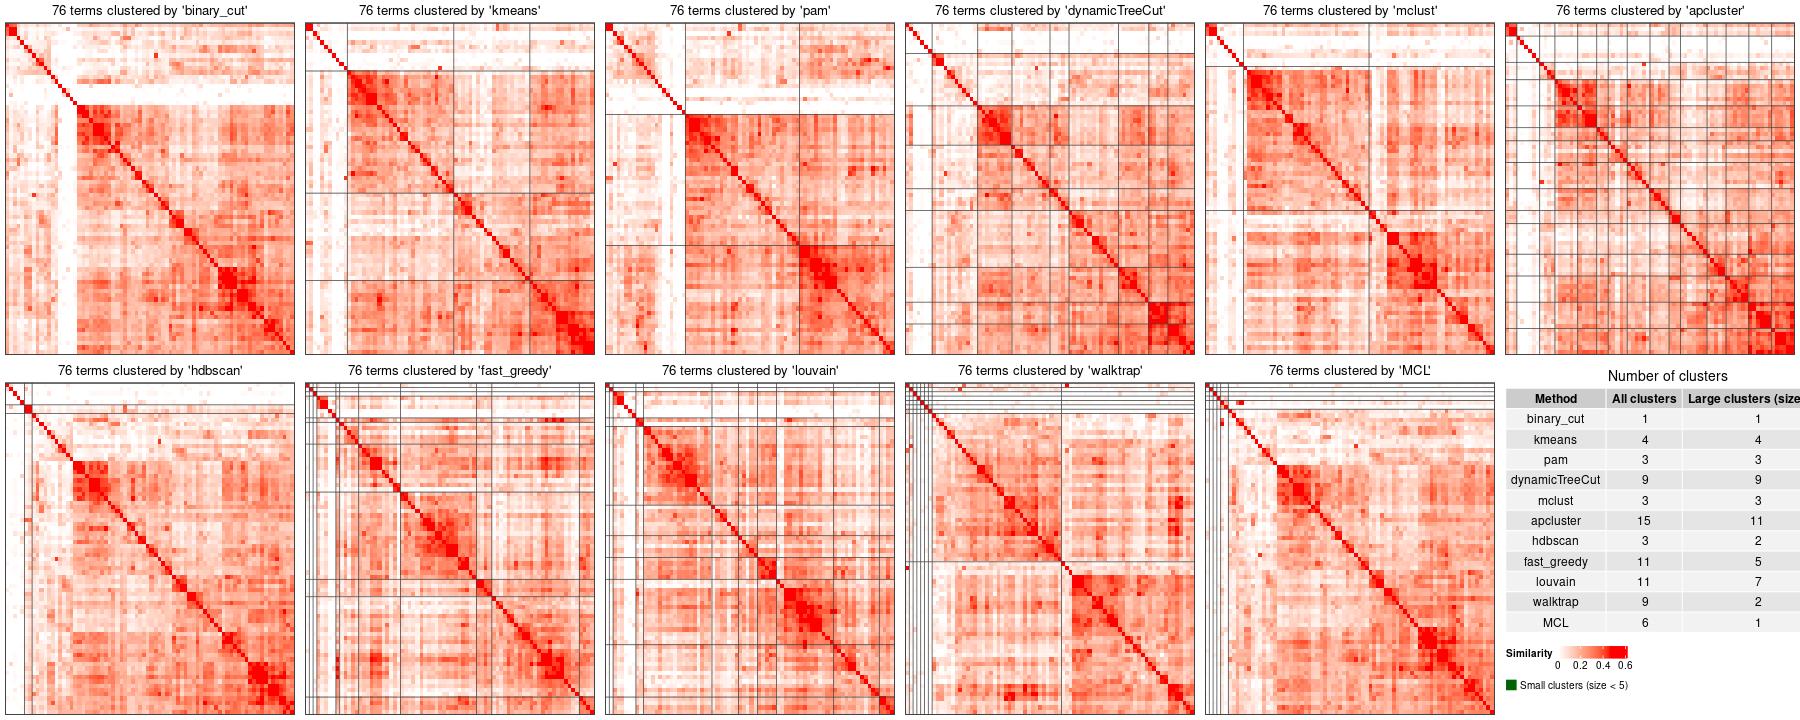 76 terms clustered by 'binary_cut'
76 terms clustered by 'kmeans'
76 terms clustered by 'pam'
76 terms clustered by 'dynamicTreeCut'
76 terms clustered by 'mclust'
76 terms clustered by 'apcluster'
76 terms clustered by 'hdbscan'
76 terms clustered by 'fast_greedy'
76 terms clustered by 'louvain'
76 terms clustered by 'walktrap'
76 terms clustered by 'MCL'
Number of clusters
Method All clusters Large clusters (size
binary_cut 1 1
kmeans 4 4
pam 3 3
dynamicTreeCut 9 9
mclust 3 3
apcluster 15 11
hdbscan 3 2
fast_greedy 11 5
louvain 11 7
walktrap 9 2
MCL 6 1
Similarity
0 0.2 0.4 0.6
Small clusters (size < 5)